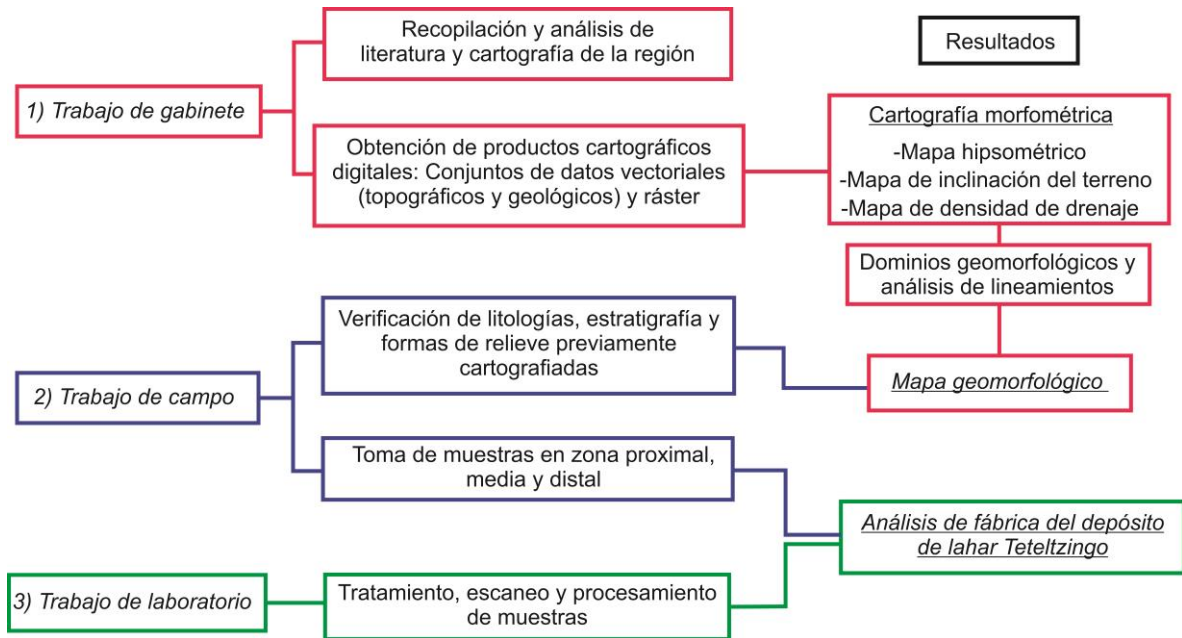 Recopilación y análisis de
literatura y cartografía de la región
Resultados
1) Trabajo de gabinete
Obtención de productos cartográficos
digitales: Conjuntos de datos vectoriales
(topográficos y geológicos) y ráster
Cartografía morfométrica
-Mapa hipsométrico
-Mapa de inclinación del terreno
-Mapa de densidad de drenaje
Dominios geomorfológicos y
análisis de lineamientos
Verificación de litologías, estratigrafía y
formas de relieve previamente
cartografiadas
Mapa geomorfológico
2) Trabajo de campo
Toma de muestras en zona proximal,
media y distal
Análisis de fábrica del depósito
de lahar Teteltzingo
3) Trabajo de laboratorio
Tratamiento, escaneo y procesamiento
de muestras